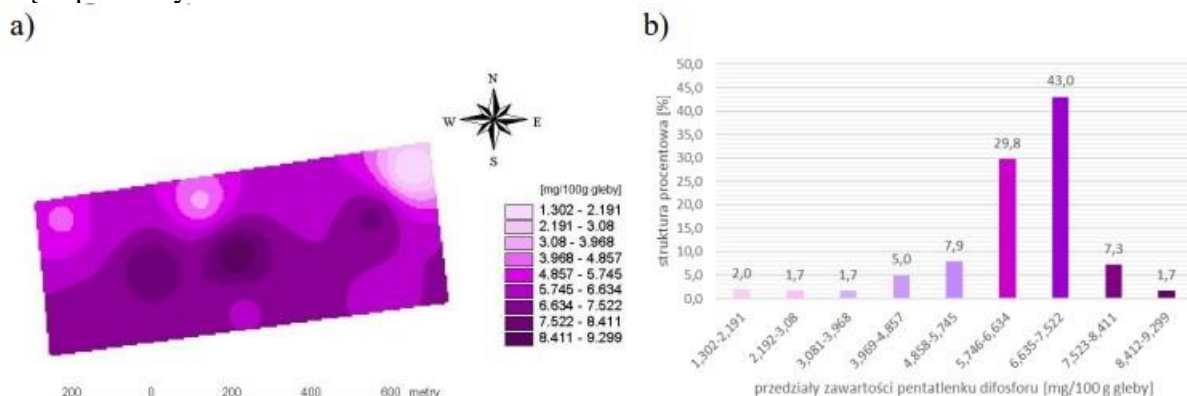 a)
N
W E
S
[mg/100g gleby]
1.302 - 2.191
2.191 - 3.08
3.08 - 3.968
3.968 - 4.857
4.857 - 5.745
5.745 - 6.634
6.634 - 7.522
7.522 - 8.411
8.411 - 9.299
200 0 200 400 600 metry
b)
struktura procentowa [%]
50,0
45,0
40,0
35,0
30,0
25,0
20,0
15,0
10,0
5,0
0,0
2,0
1,7
1,7
5,0
7,9
29,8
43,0
7,3
1,7
1,302-2,191
2,192-3,08
3,081-3,968
3,969-4,857
4,858-5,745
5,746-6,634
6,635-7,522
7,523-8,411
8,412-9,299
przedziały zawartości pentatlenku difosforu [mg/100 g gleby]